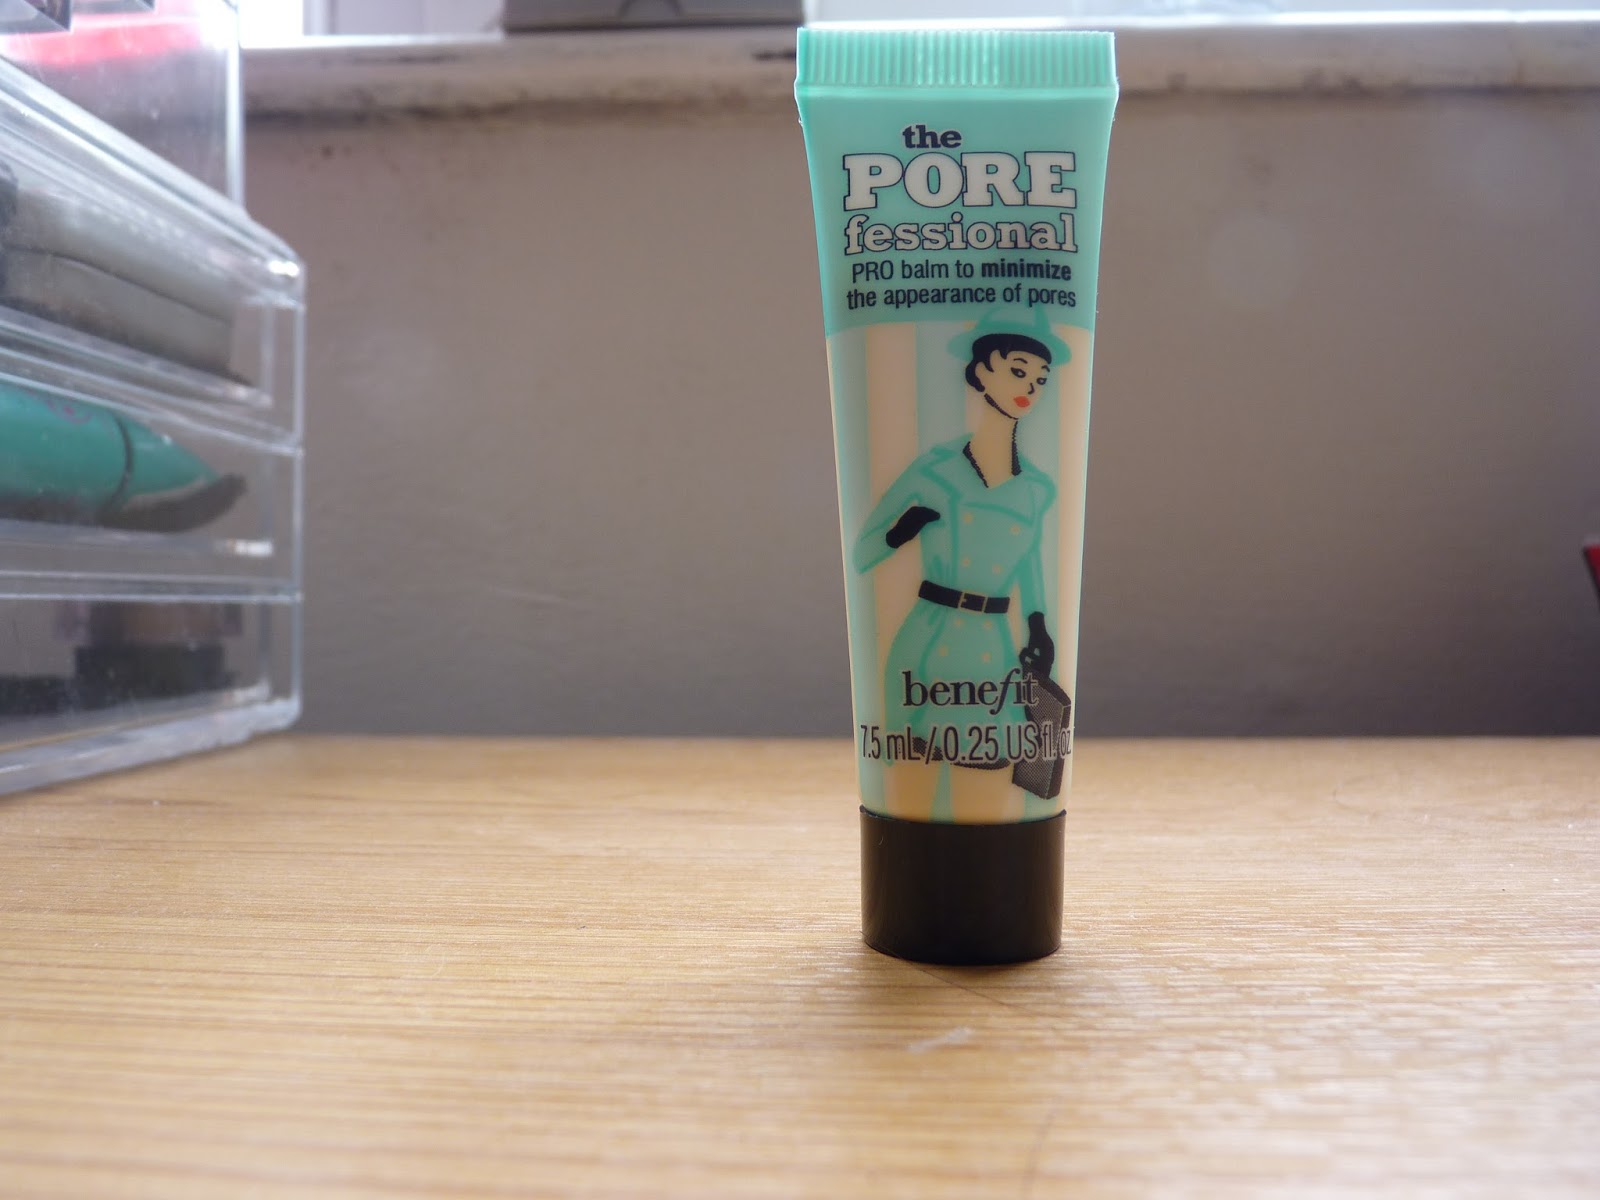 the
PORE
fessional
PRO balm to minimize
the appearance of pores
benefit
7.5 mL / 0.25 US fl. oz